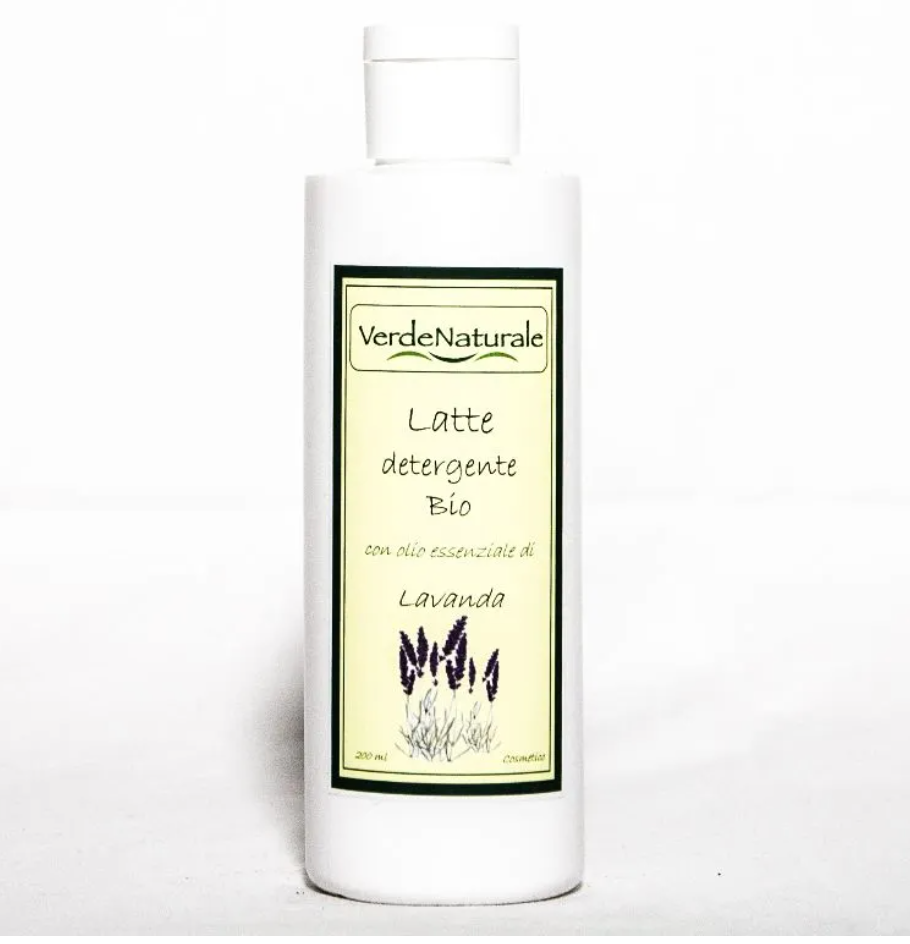 VerdeNaturale
Latte
detergente
Bio
con olio essenziale di
Lavanda
200 ml
Cosmetico